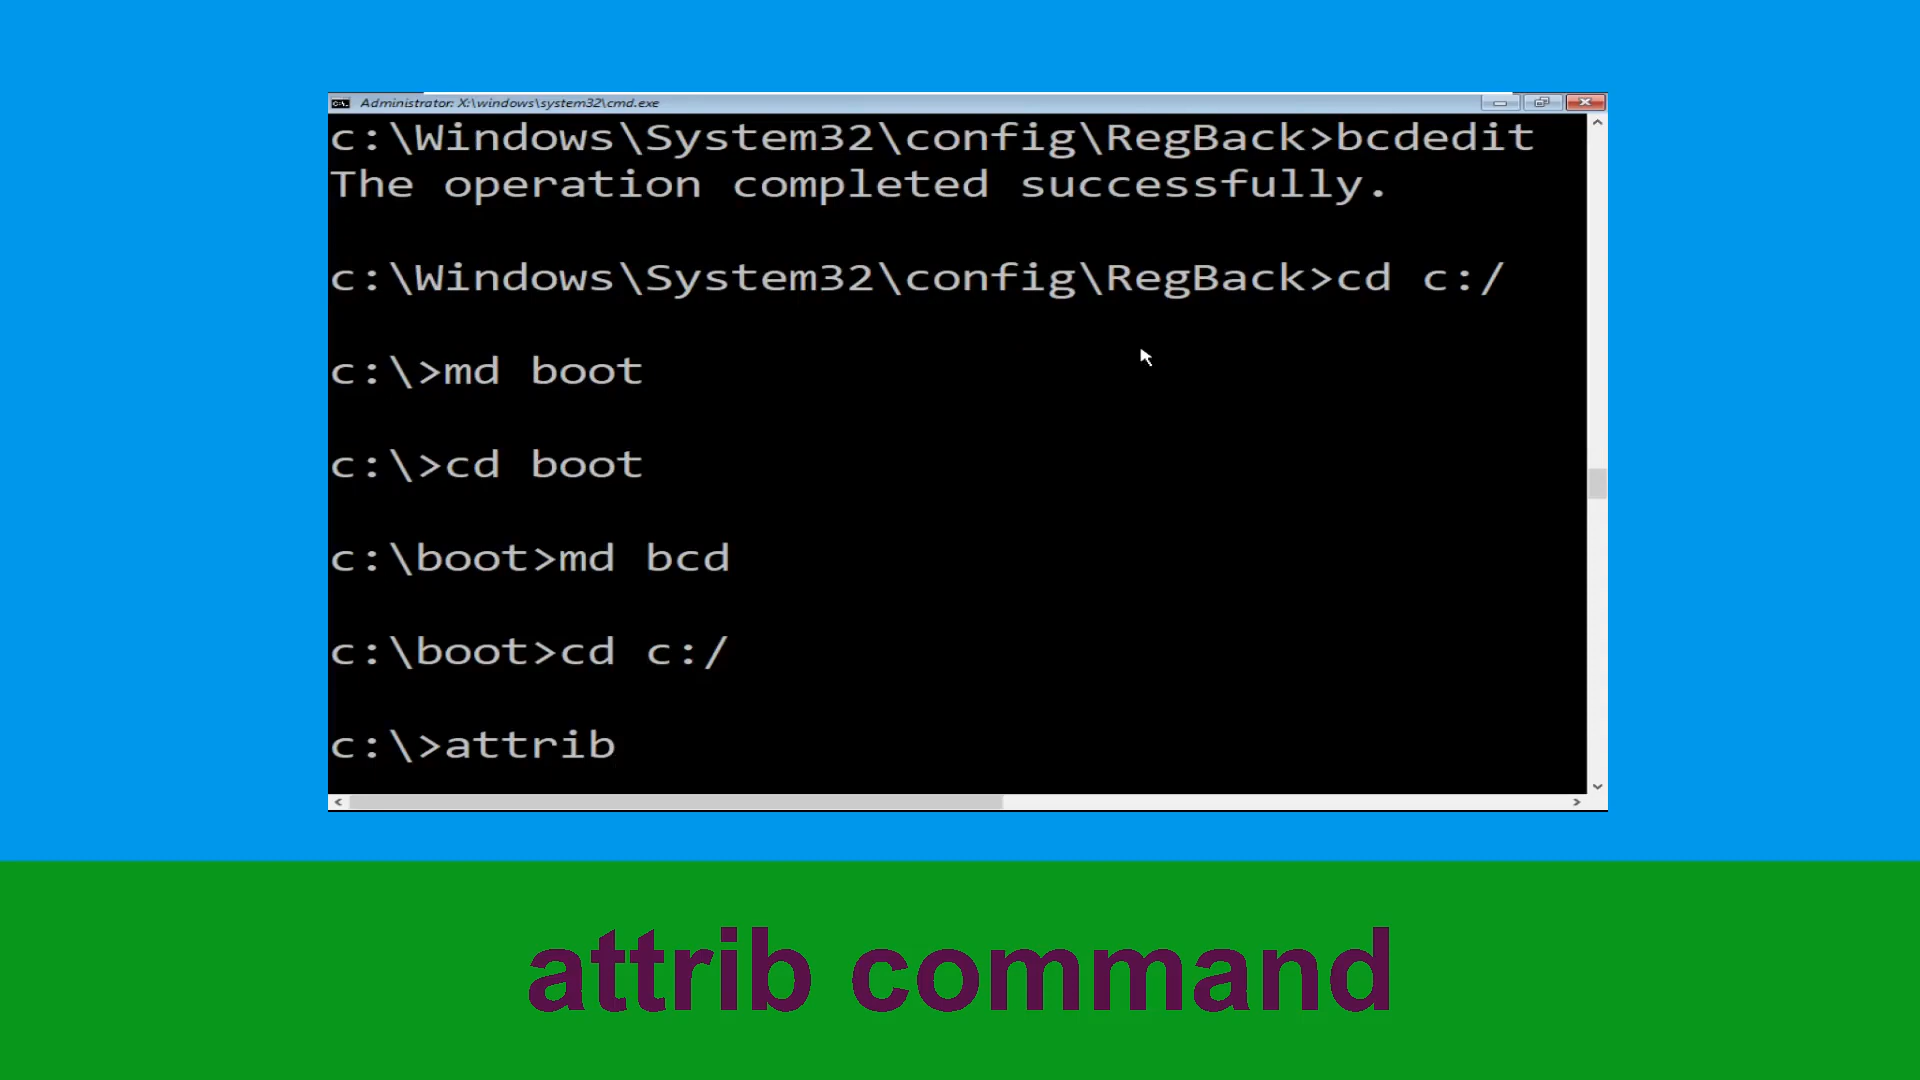 Administrator: X:\windows\system32\cmd.exe
c:\Windows\System32\config\RegBack>bcdedit
The operation completed successfully.
c:\Windows\System32\config\RegBack>cd c:/
c:\>md boot
c:\>cd boot
c:\boot>md bcd
c:\boot>cd c:/
c:\>attrib
attrib command